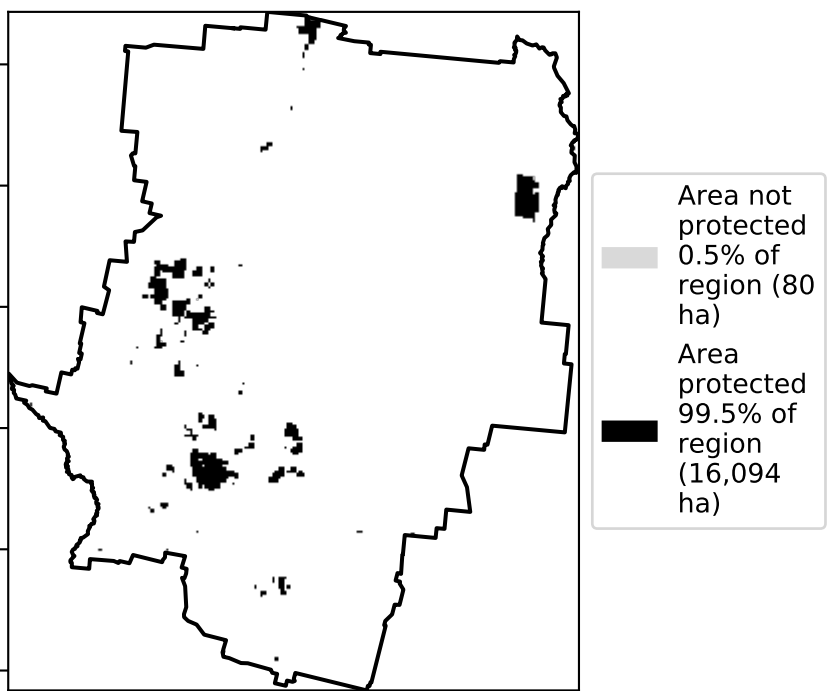 Area not
protected
0.5% of
region (80
ha)
Area
protected
99.5% of
region
(16,094
ha)